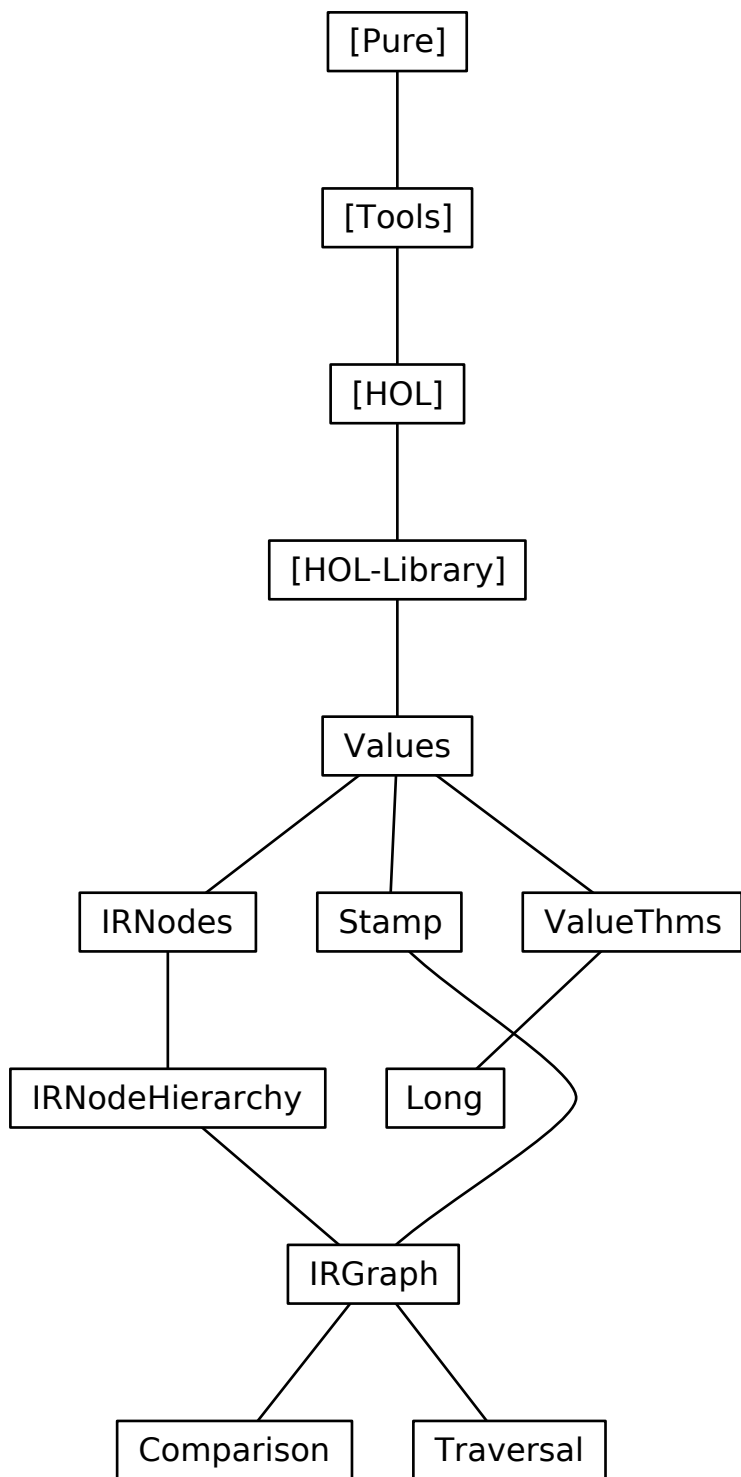 [Pure]
[Tools]
[HOL]
[HOL-Library]
Values
IRNodes
Stamp
ValueThms
IRNodeHierarchy
Long
IRGraph
Comparison
Traversal